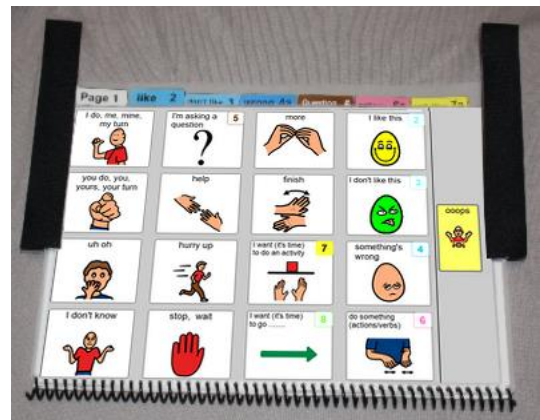 Page 1
like 2
I do, me, mine,
my turn
I'm asking a
question
5
more
I like this
2
you do, you,
yours, your turn
help
finish
I don't like this
3
ooops
uh oh
hurry up
I want (it's time)
to do an activity
7
something's
wrong
4
I don't know
stop, wait
I want (it's time)
to go ......
8
do something
(actions/verbs)
6